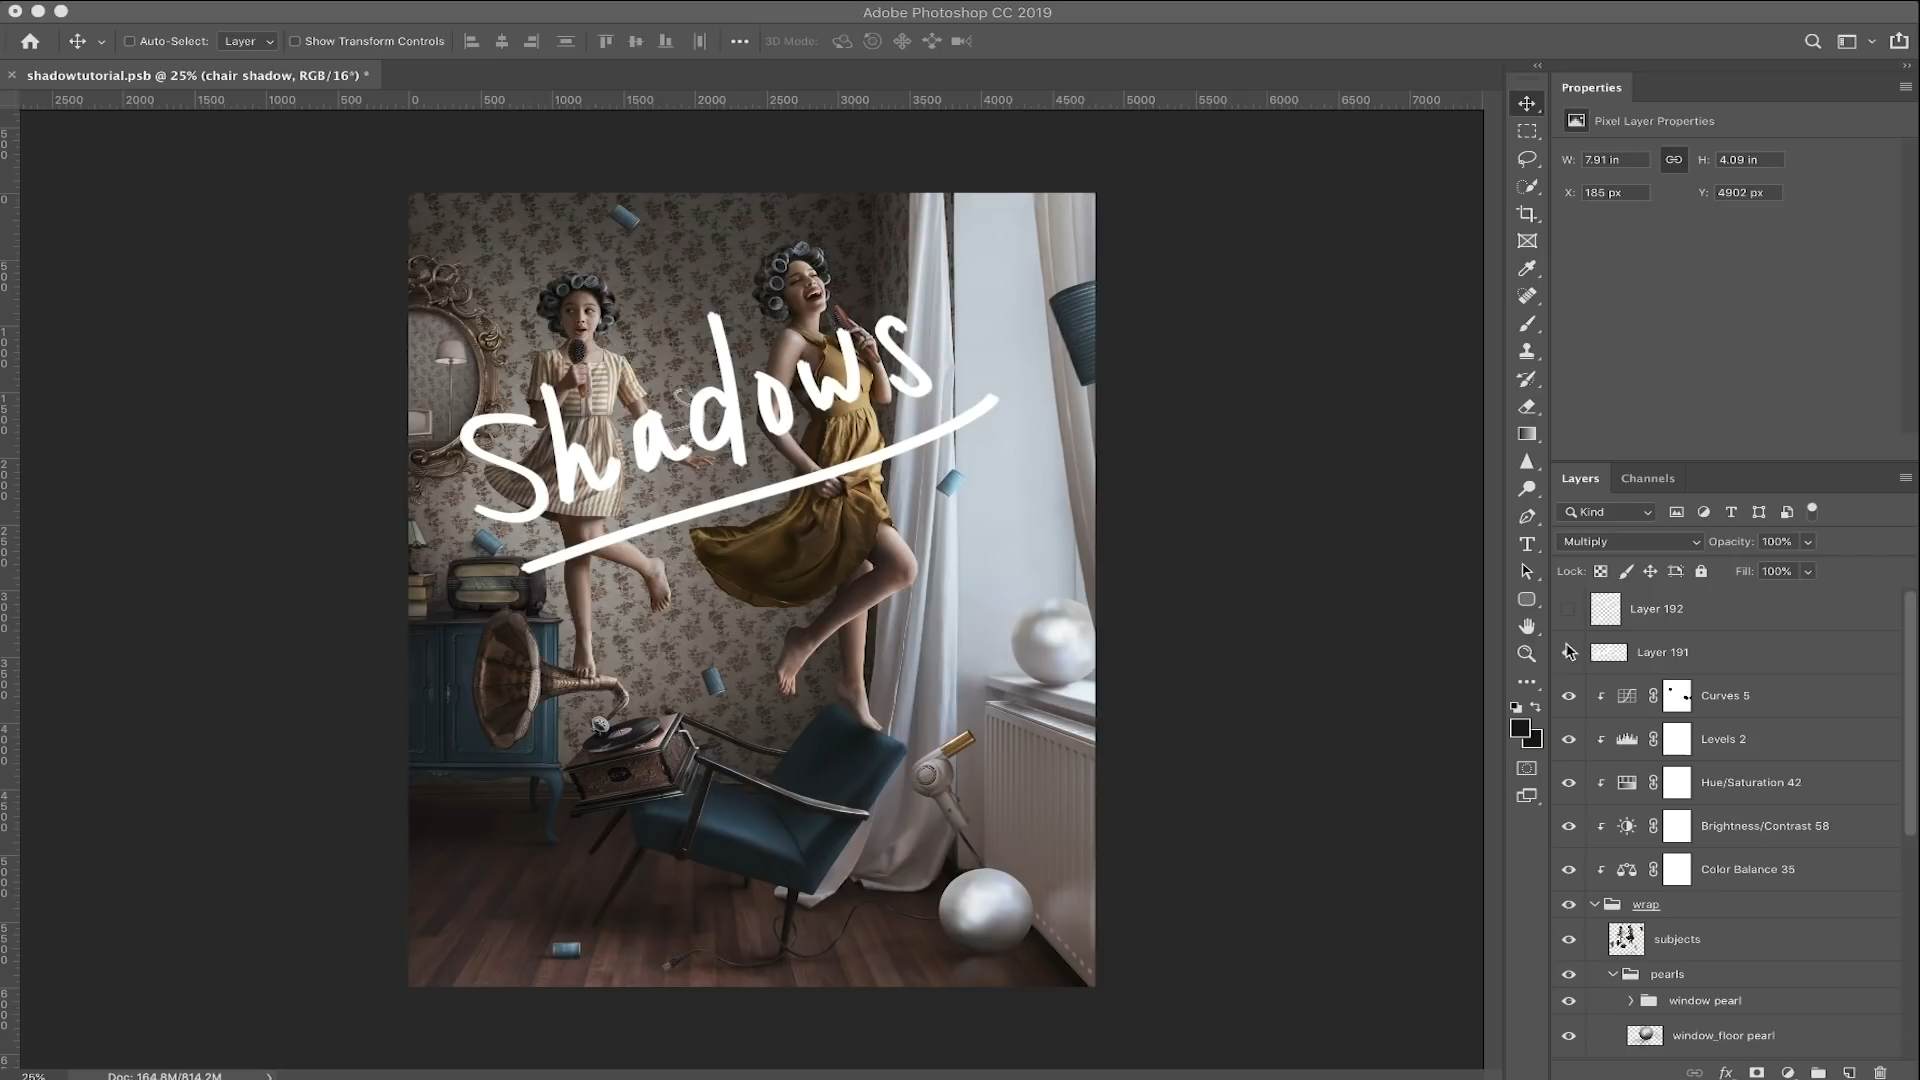 Adobe Photoshop CC 2019
Auto-Select: Layer Show Transform Controls 3D Mode:
× shadowtutorial.psb @ 25% (chair shadow, RGB/16*) *
2500 2000 1500 1000 500 0 500 1000 1500 2000 2500 3000 3500 4000 4500 5000 5500 6000 6500 7000
Shadows
Properties
Pixel Layer Properties
W: 7.91 in H: 4.09 in
X: 185 px Y: 4902 px
Layers Channels
Kind
Multiply Opacity: 100%
Lock: Fill: 100%
Layer 192
Layer 191
Curves 5
Levels 2
Hue/Saturation 42
Brightness/Contrast 58
Color Balance 35
wrap
subjects
pearls
window pearl
window_floor pearl
25% Doc: 164.8M/814.2M